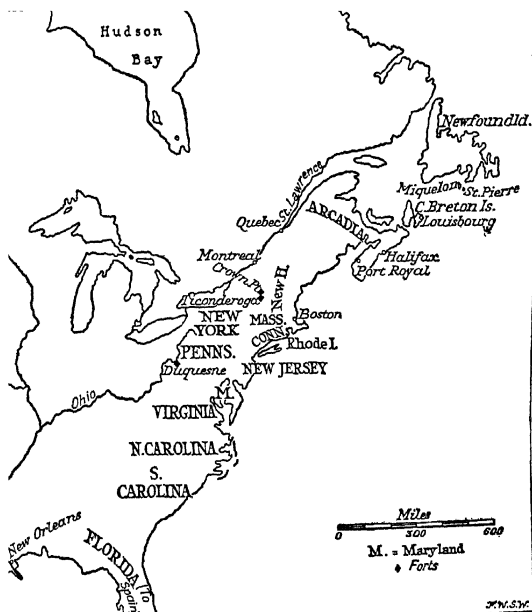 Hudson
Bay
Newfoundld.
Miquelon
St. Pierre
C. Breton Is.
Louisbourg
St. Lawrence
Quebec
ARCADIA
Halifax
Port Royal
Montreal
Crown Pt.
Ticonderoga
New H.
NEW
YORK
MASS.
Boston
CONN.
Rhode I.
PENNS.
Duquesne
NEW JERSEY
M.
Ohio
VIRGINIA
N. CAROLINA
S.
CAROLINA
New Orleans
FLORIDA
(To
Spain
Miles
0 300 600
M. = Maryland
Forts
F.W.S.W.